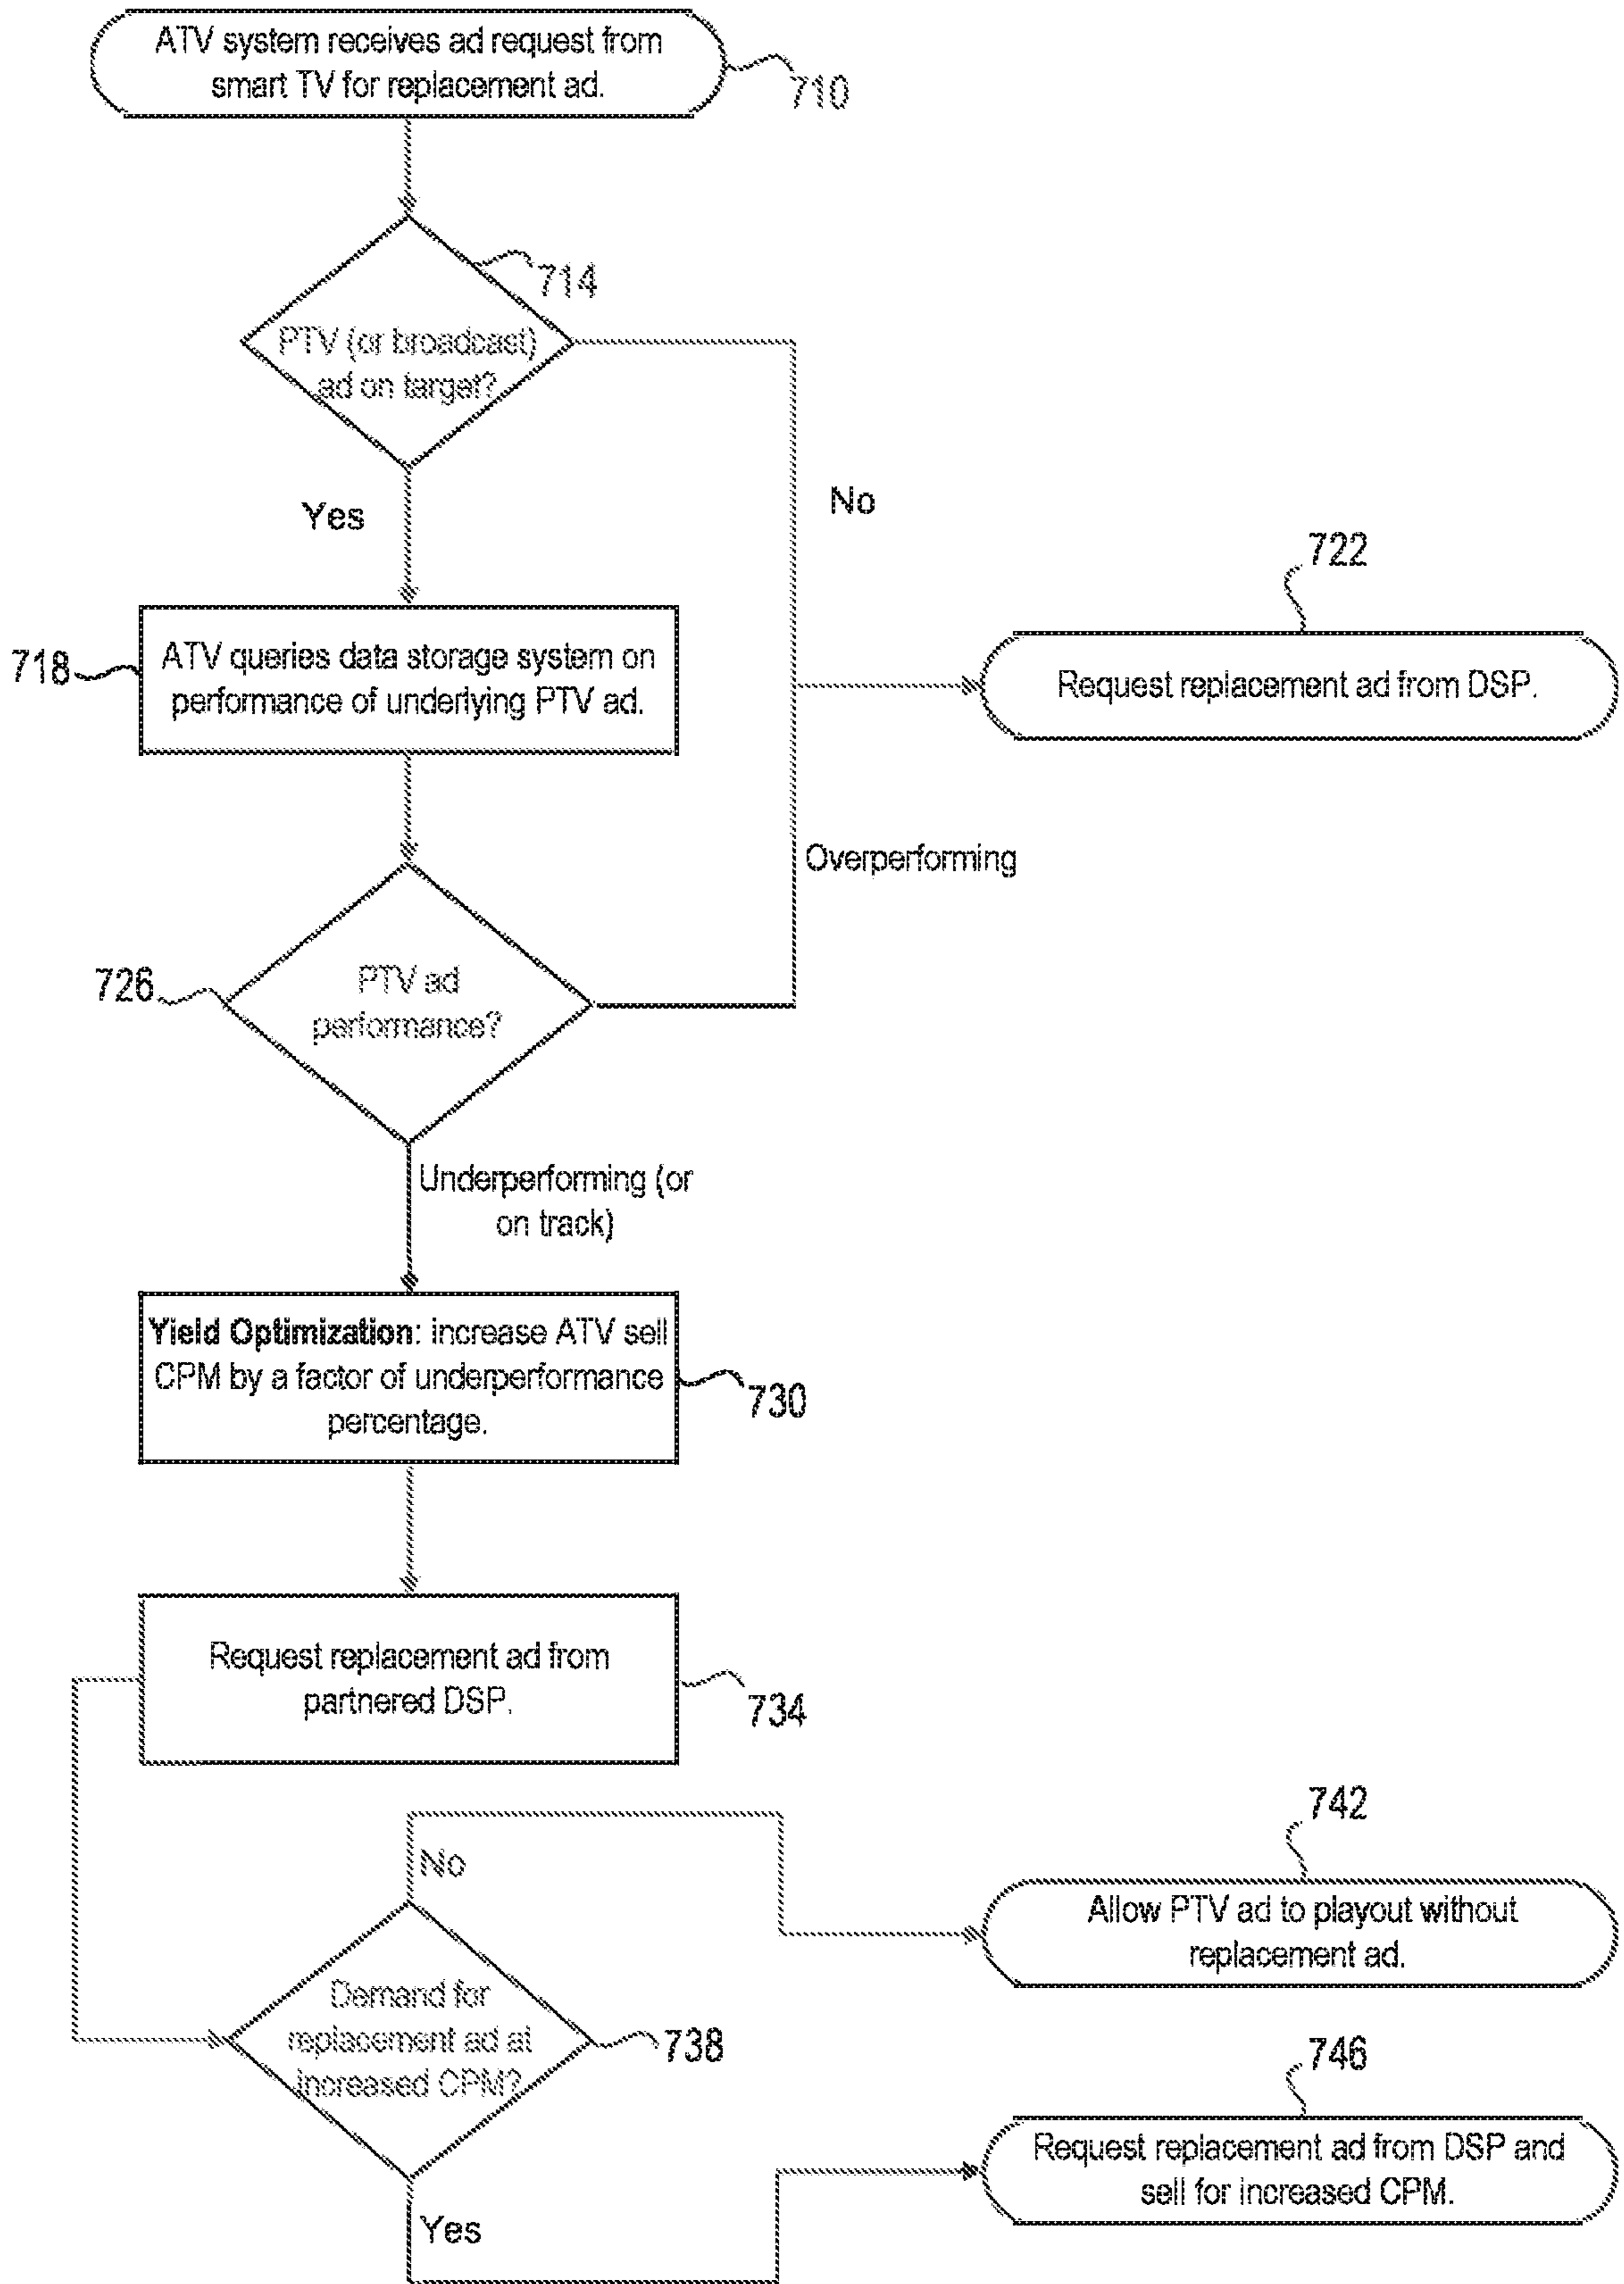 ATV system receives ad request from
smart TV for replacement ad.
710
714
PTV (or broadcast)
ad on target?
Yes
No
722
718
ATV queries data storage system on
performance of underlying PTV ad.
Request replacement ad from DSP.
Overperforming
726
PTV ad
performance?
Underperforming (or
on track)
Yield Optimization: increase ATV sell
CPM by a factor of underperformance
percentage.
730
Request replacement ad from
partnered DSP.
734
742
No
Allow PTV ad to playout without
replacement ad.
Demand for
replacement ad at
increased CPM?
738
746
Request replacement ad from DSP and
sell for increased CPM.
Yes